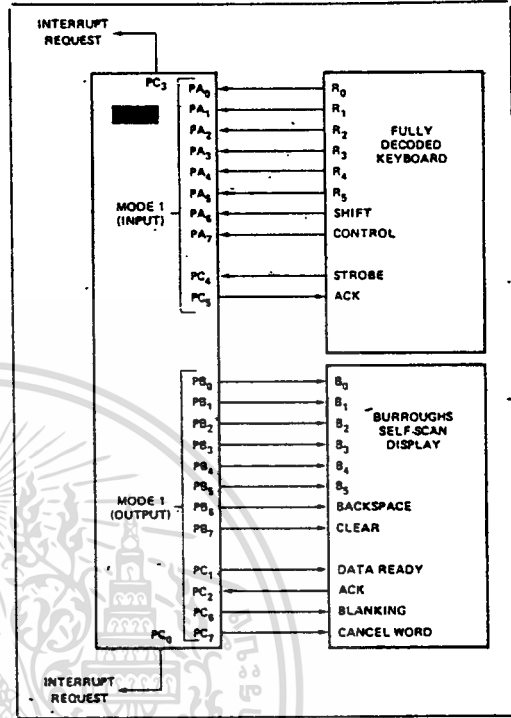 INTERRUPT
REQUEST
PC3
PA0 R0
PA1 R1
PA2 R2 FULLY
PA3 R3 DECODED
PA4 R4 KEYBOARD
PA5 R5
MODE 1
(INPUT)
PA6 SHIFT
PA7 CONTROL
PC4 STROBE
PC5 ACK
PB0 B0
PB1 B1 BURROUGHS
PB2 B2 SELF-SCAN
PB3 B3 DISPLAY
PB4 B4
PB5 B5
MODE 1
(OUTPUT)
PB6 BACKSPACE
PB7 CLEAR
PC1 DATA READY
PC2 ACK
PC6 BLANKING
PC7 CANCEL WORD
PC0
INTERRUPT
REQUEST